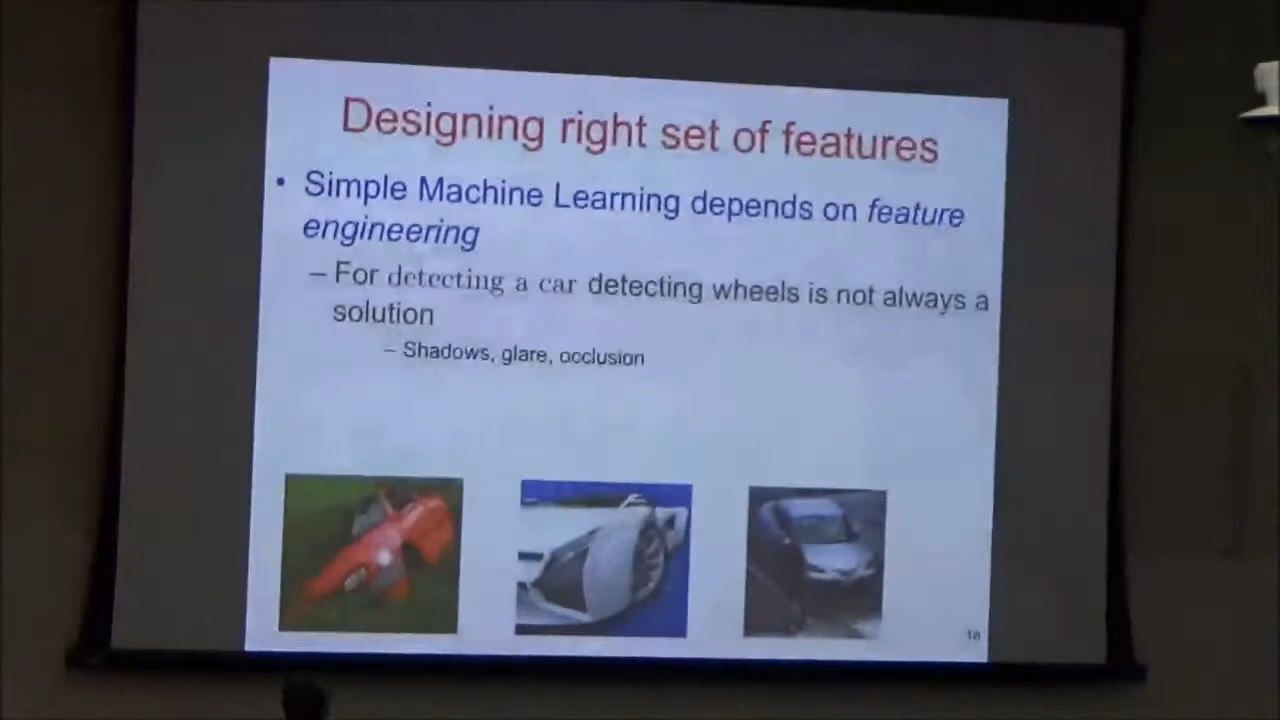 Designing right set of features
• Simple Machine Learning depends on feature
engineering
– For detecting a car detecting wheels is not always a
solution
– Shadows, glare, occlusion